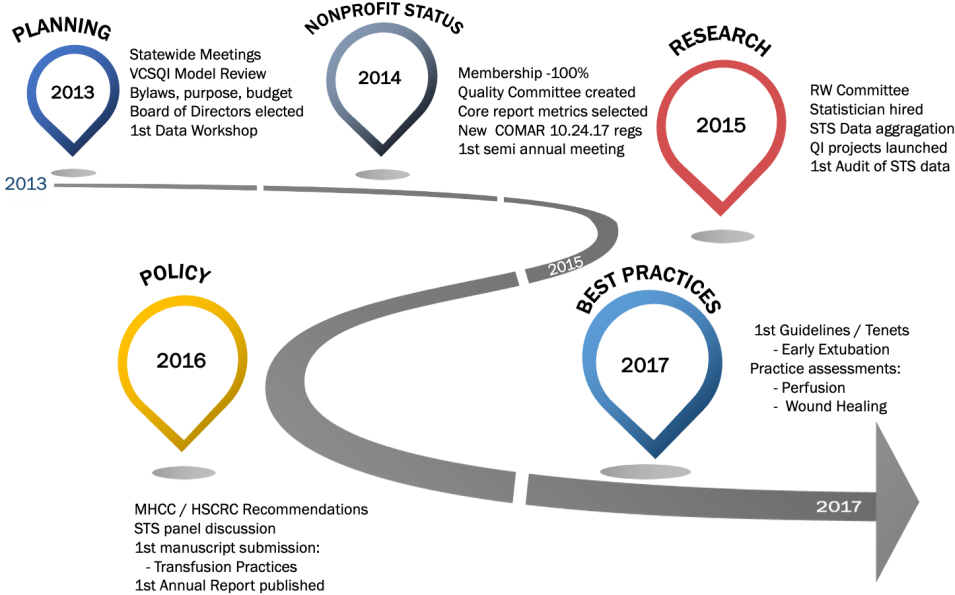 PLANNING
2013
Statewide Meetings
VCSQI Model Review
Bylaws, purpose, budget
Board of Directors elected
1st Data Workshop
NONPROFIT STATUS
2014
Membership -100%
Quality Committee created
Core report metrics selected
New  COMAR 10.24.17 regs
1st semi annual meeting
RESEARCH
2015
RW Committee
Statistician hired
STS Data aggragation
QI projects launched
1st Audit of STS data
2013
2015
POLICY
2016
MHCC / HSCRC Recommendations
STS panel discussion
1st manuscript submission:
- Transfusion Practices
1st Annual Report published
BEST PRACTICES
2017
1st Guidelines / Tenets
- Early Extubation
Practice assessments:
- Perfusion
- Wound Healing
2017